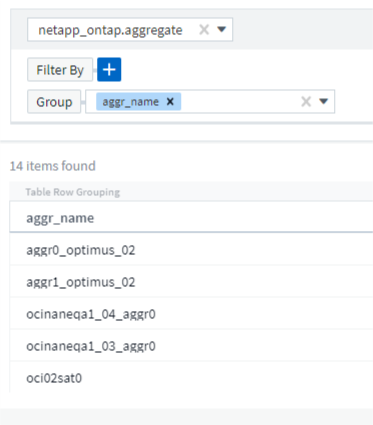 netapp_ontap.aggregate
Filter By
Group aggr_name
14 items found
Table Row Grouping
aggr_name
aggr0_optimus_02
aggr1_optimus_02
ocinaneqa1_04_aggr0
ocinaneqa1_03_aggr0
oci02sat0